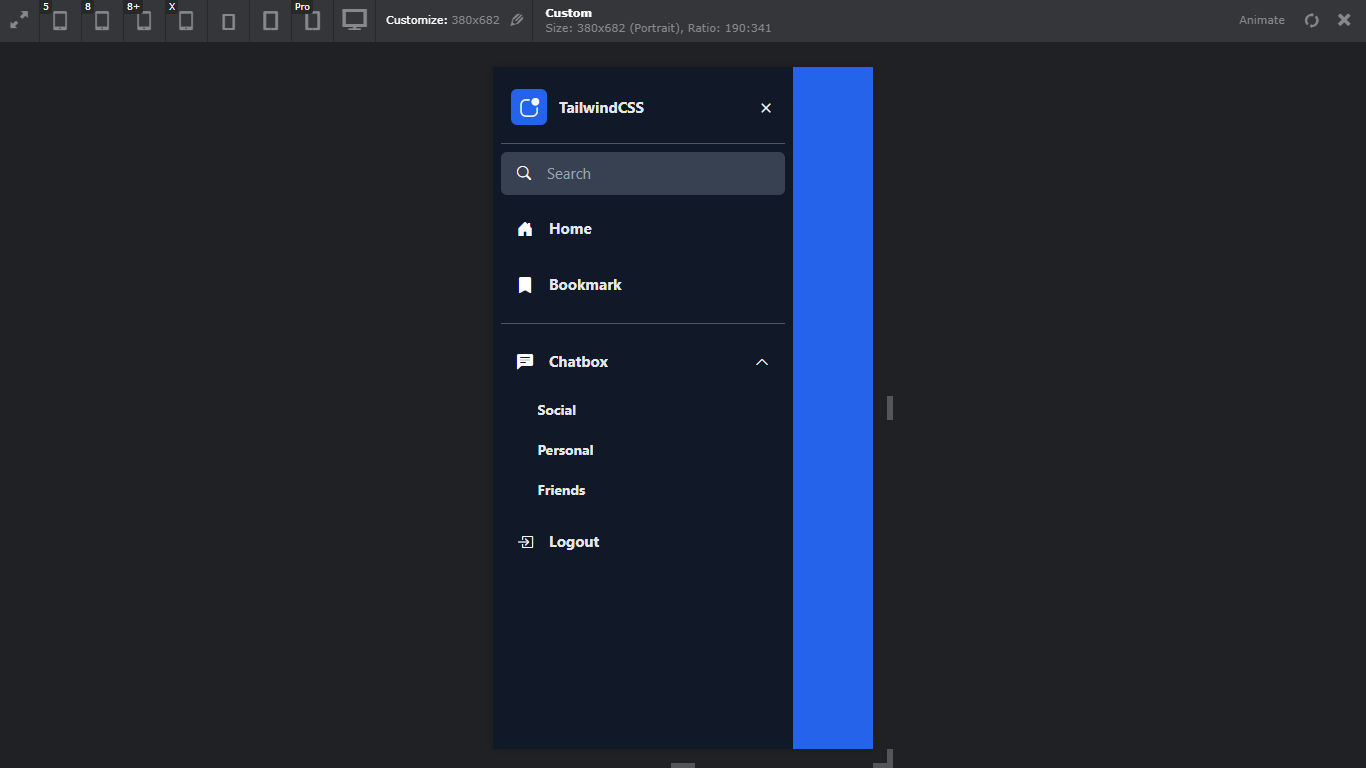 5
8
8+
X
Pro
Customize: 380x682
Custom
Size: 380x682 (Portrait), Ratio: 190:341
Animate
TailwindCSS
Search
Home
Bookmark
Chatbox
Social
Personal
Friends
Logout